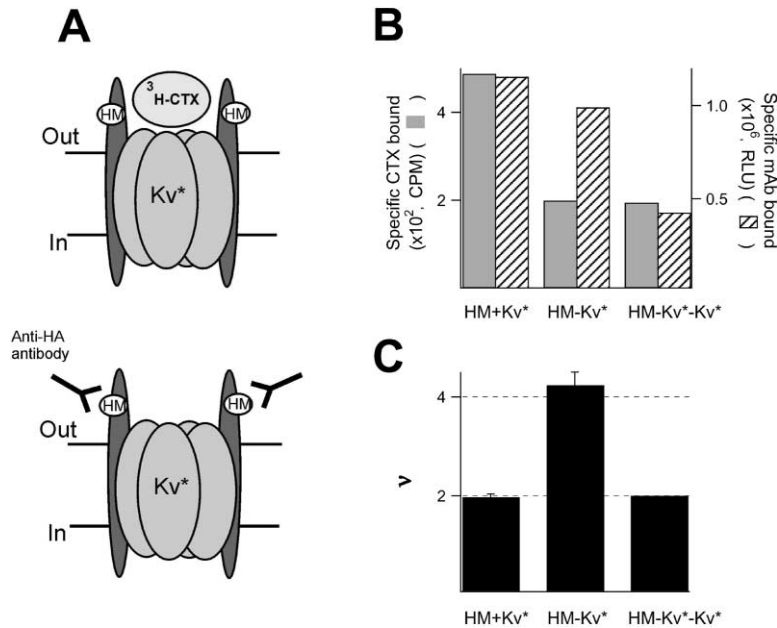 A
3H-CTX
HM
HM
Out
Kv*
In
Anti-HA
antibody
HM
HM
Out
Kv*
In
B
Specific CTX bound
(x10², CPM) ( )
4
2
1.0
0.5
Specific mAb bound
(x10⁶, RLU) ( )
HM+Kv* HM-Kv* HM-Kv*-Kv*
C
ν
4
2
HM+Kv* HM-Kv* HM-Kv*-Kv*